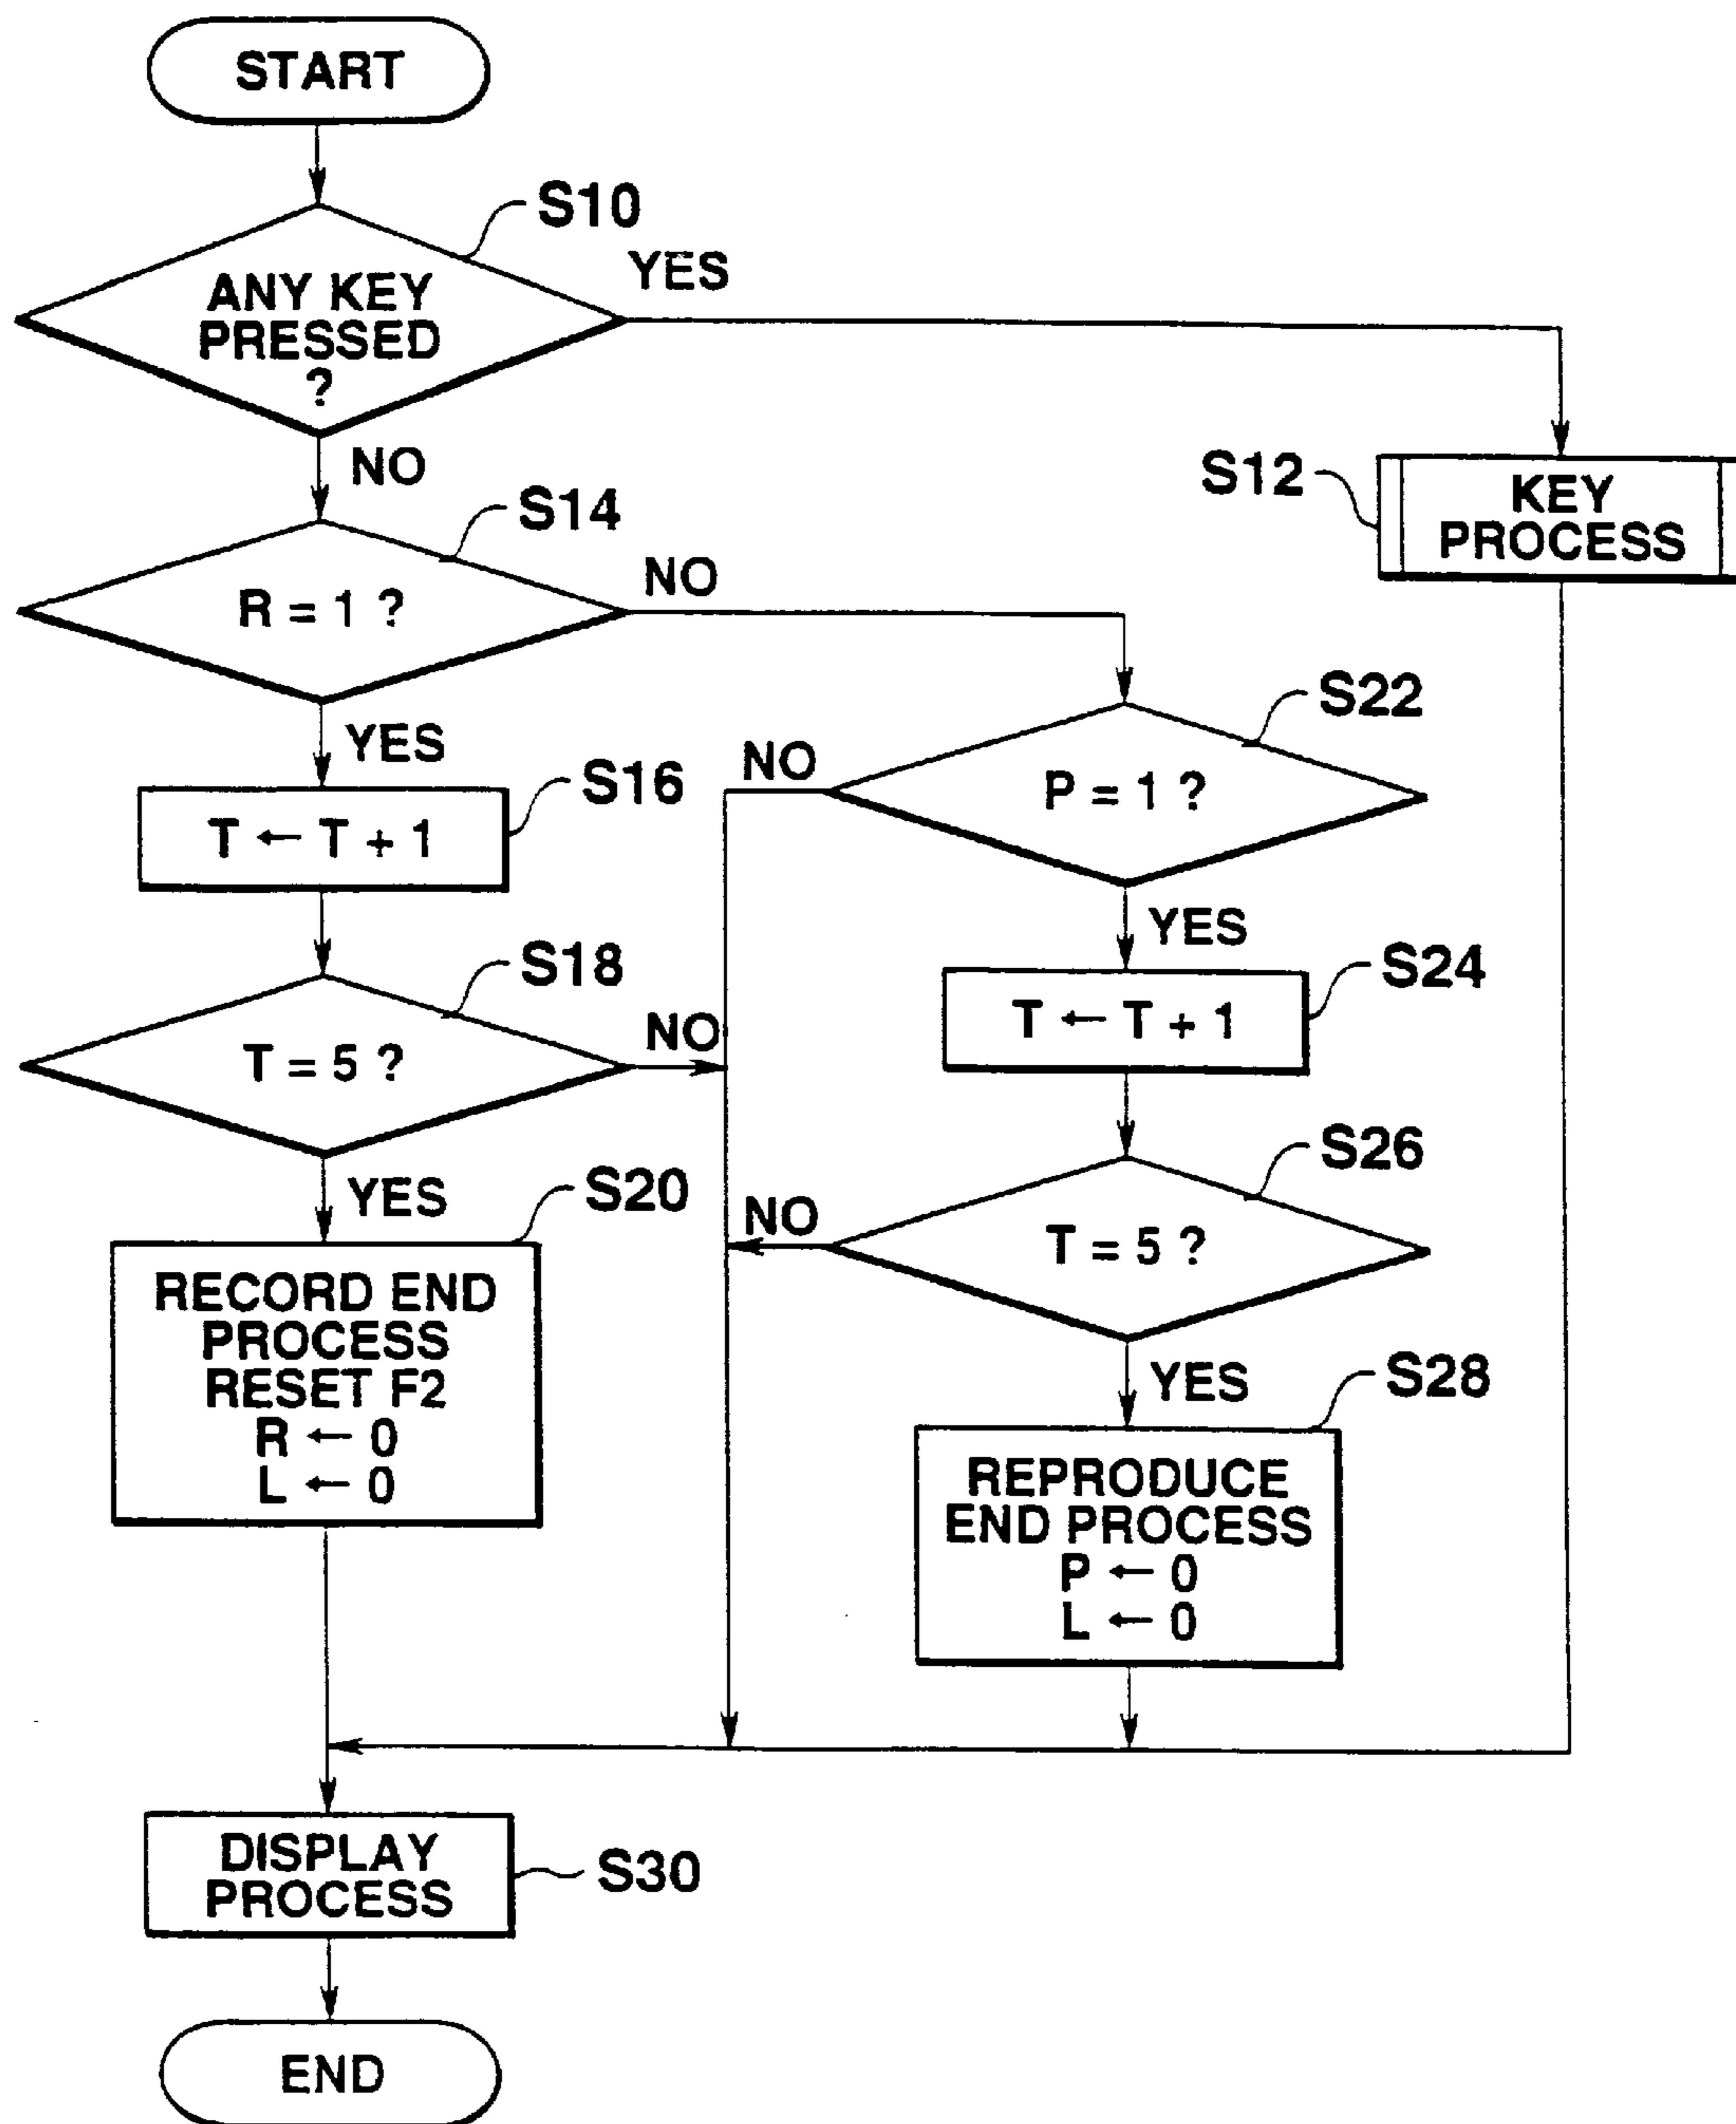 START
S10
YES
ANY KEY
PRESSED
?
NO
S12
KEY
PROCESS
S14
NO
R = 1 ?
S22
YES
NO
P = 1 ?
S16
T ← T + 1
YES
S24
S18
T ← T + 1
NO
T = 5 ?
S26
YES
S20
NO
T = 5 ?
RECORD END
PROCESS
RESET F2
R ← 0
L ← 0
YES
S28
REPRODUCE
END PROCESS
P ← 0
L ← 0
DISPLAY
PROCESS
S30
END